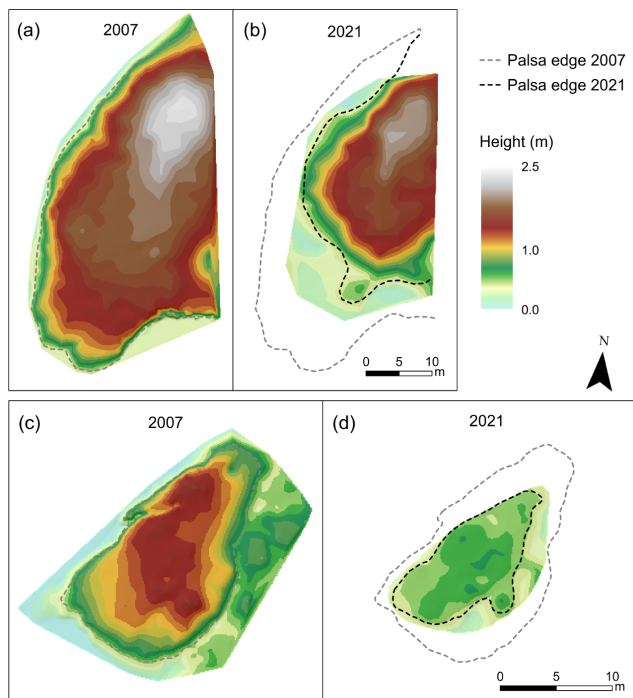 (a) 2007
(b) 2021
Palsa edge 2007
Palsa edge 2021
Height (m)
2.5
1.0
0.0
N
0 5 10
m
(c) 2007
(d) 2021
0 5 10
m